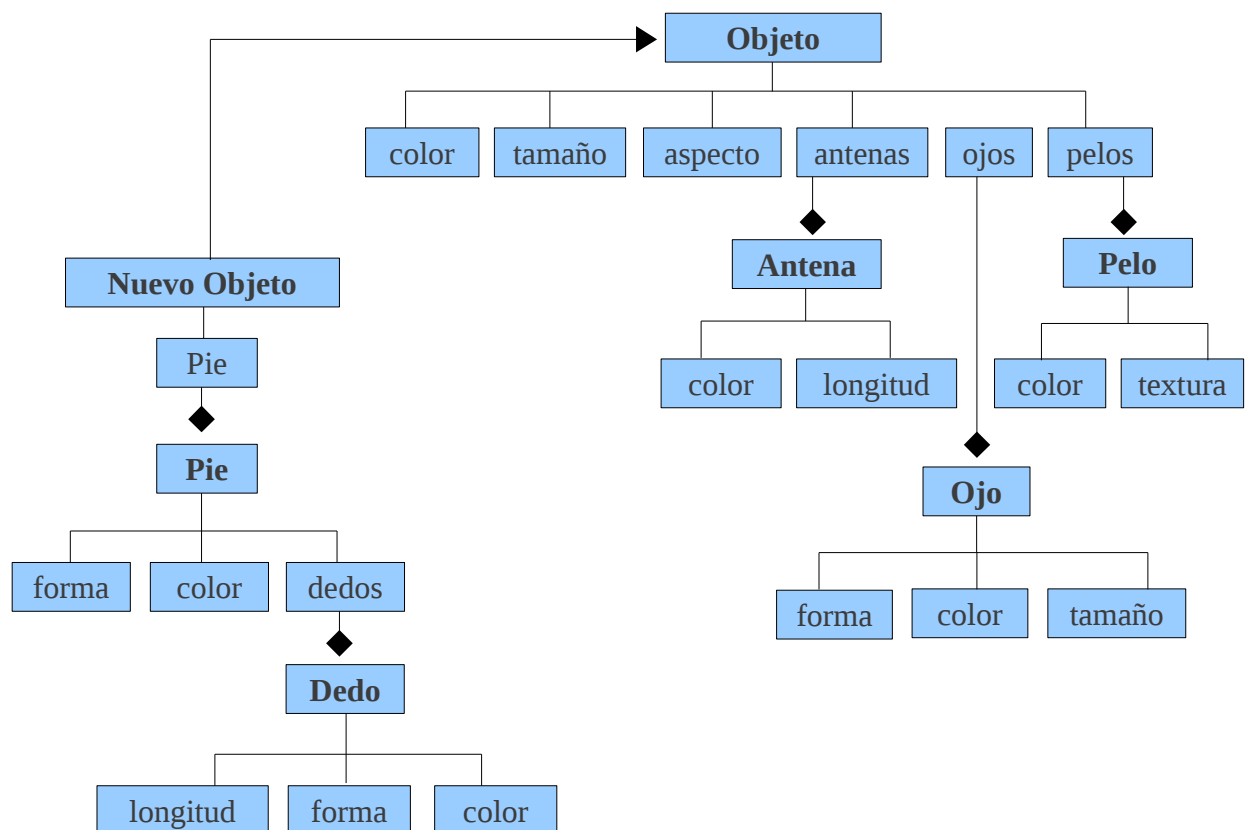 Objeto
color
tamaño
aspecto
antenas
ojos
pelos
Antena
Pelo
Nuevo Objeto
Pie
color
longitud
color
textura
Pie
Ojo
forma
color
dedos
forma
color
tamaño
Dedo
longitud
forma
color